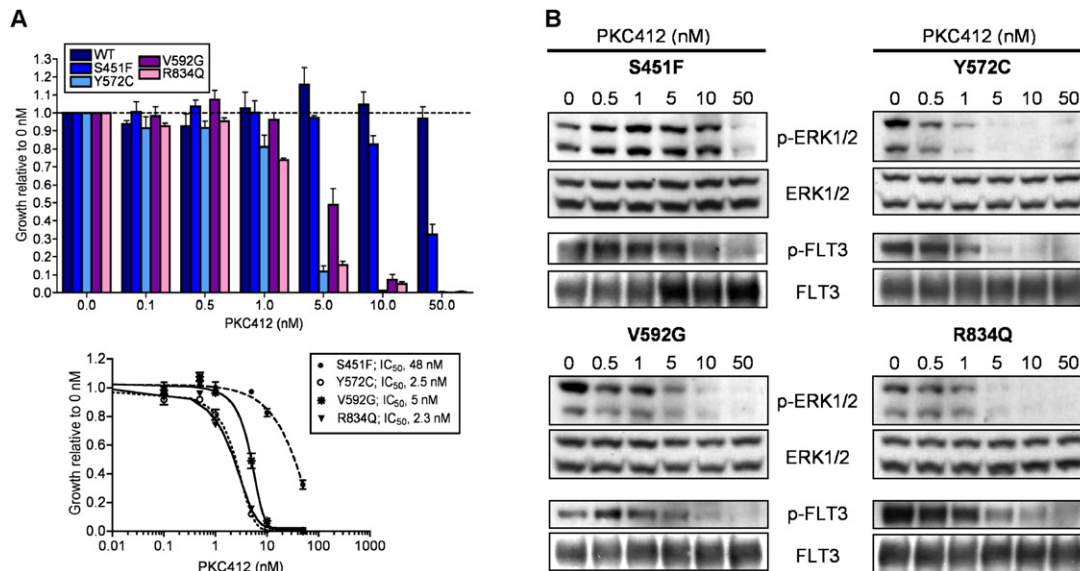 A
WT
S451F
Y572C
V592G
R834Q
Growth relative to 0 nM
1.3
1.2
1.1
1.0
0.9
0.8
0.7
0.6
0.5
0.4
0.3
0.2
0.1
0.0
0.0 0.1 0.5 1.0 5.0 10.0 50.0
PKC412 (nM)
Growth relative to 0 nM
1.2
1.0
0.8
0.6
0.4
0.2
0.0
0.01 0.1 1 10 100 1000
PKC412 (nM)
S451F; IC50, 48 nM
Y572C; IC50, 2.5 nM
V592G; IC50, 5 nM
R834Q; IC50, 2.3 nM
B
PKC412 (nM)
S451F
0 0.5 1 5 10 50
PKC412 (nM)
Y572C
0 0.5 1 5 10 50
p-ERK1/2
ERK1/2
p-FLT3
FLT3
V592G
0 0.5 1 5 10 50
R834Q
0 0.5 1 5 10 50
p-ERK1/2
ERK1/2
p-FLT3
FLT3